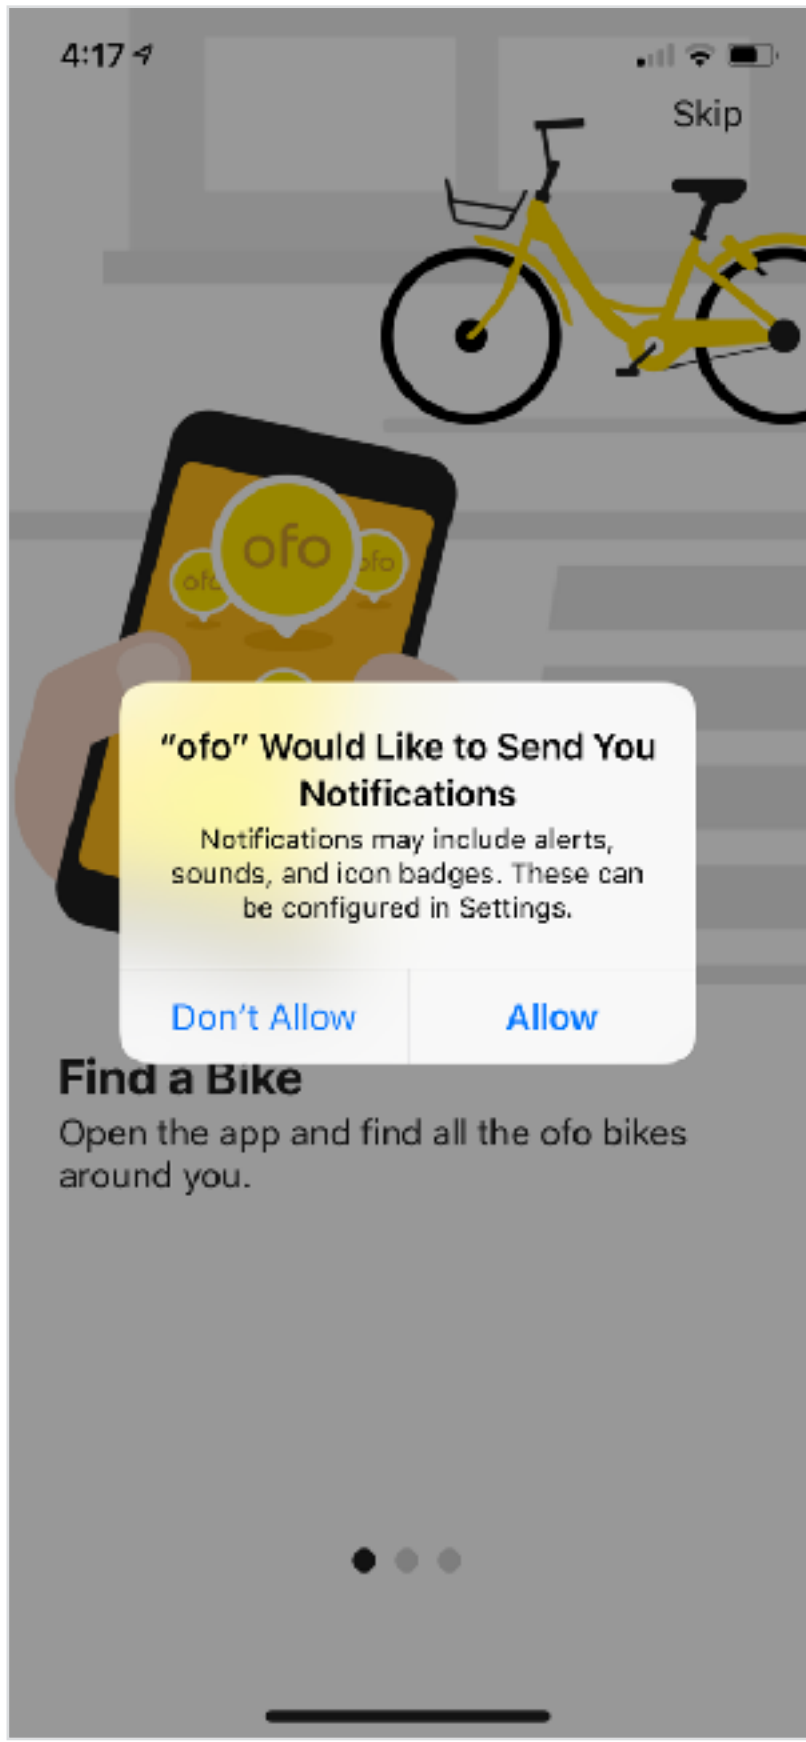 4:17
Skip
ofo
ofo
ofo
“ofo” Would Like to Send You
Notifications
Notifications may include alerts,
sounds, and icon badges. These can
be configured in Settings.
Don’t Allow
Allow
Find a Bike
Open the app and find all the ofo bikes
around you.